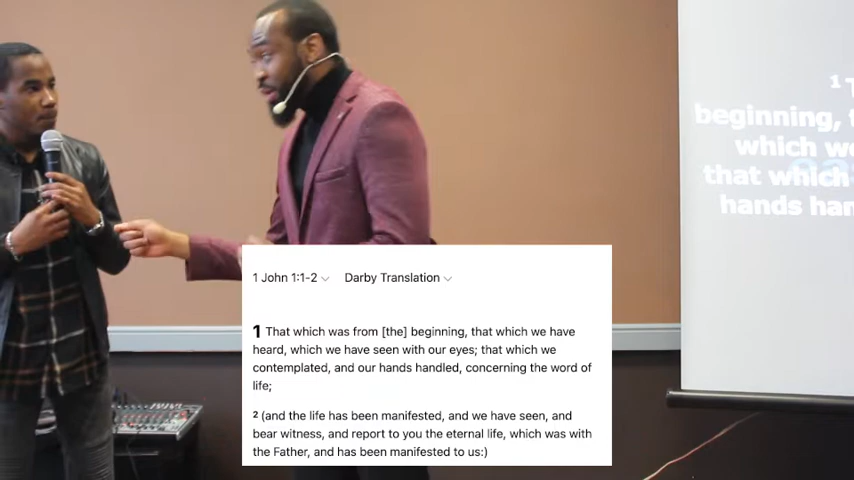 1 T
beginning, t
which we
that which
hands han
1 John 1:1-2 Darby Translation
1 That which was from [the] beginning, that which we have
heard, which we have seen with our eyes; that which we
contemplated, and our hands handled, concerning the word of
life;
2 (and the life has been manifested, and we have seen, and
bear witness, and report to you the eternal life, which was with
the Father, and has been manifested to us:)